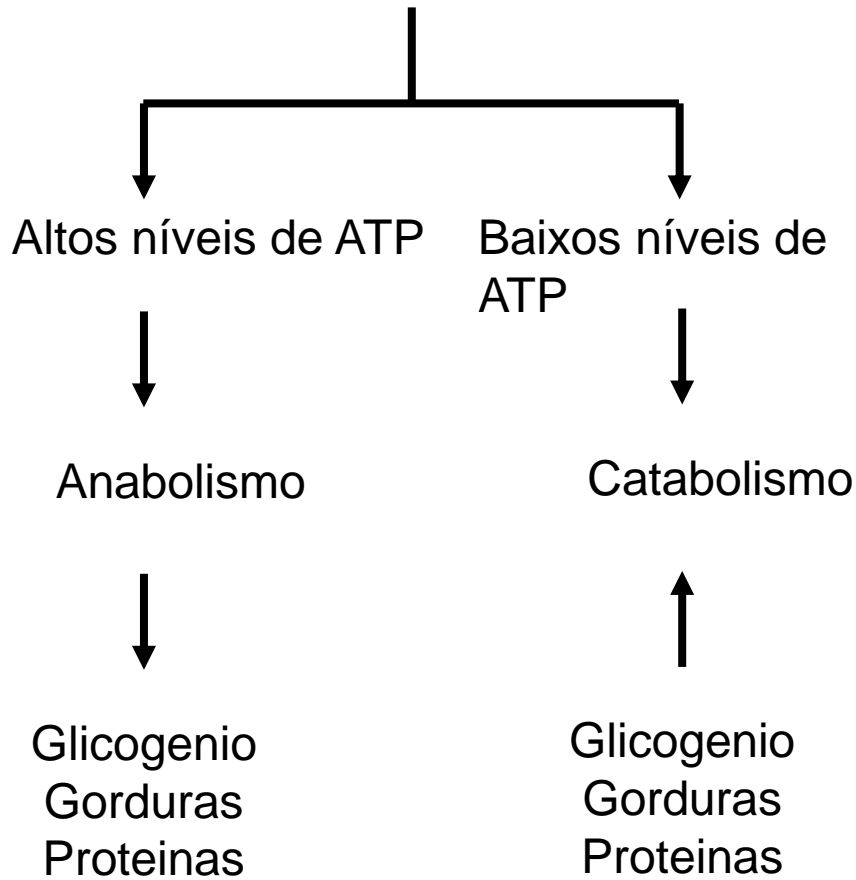 Altos níveis de ATP
Baixos níveis de
ATP
Anabolismo
Catabolismo
Glicogenio
Gorduras
Proteinas
Glicogenio
Gorduras
Proteinas